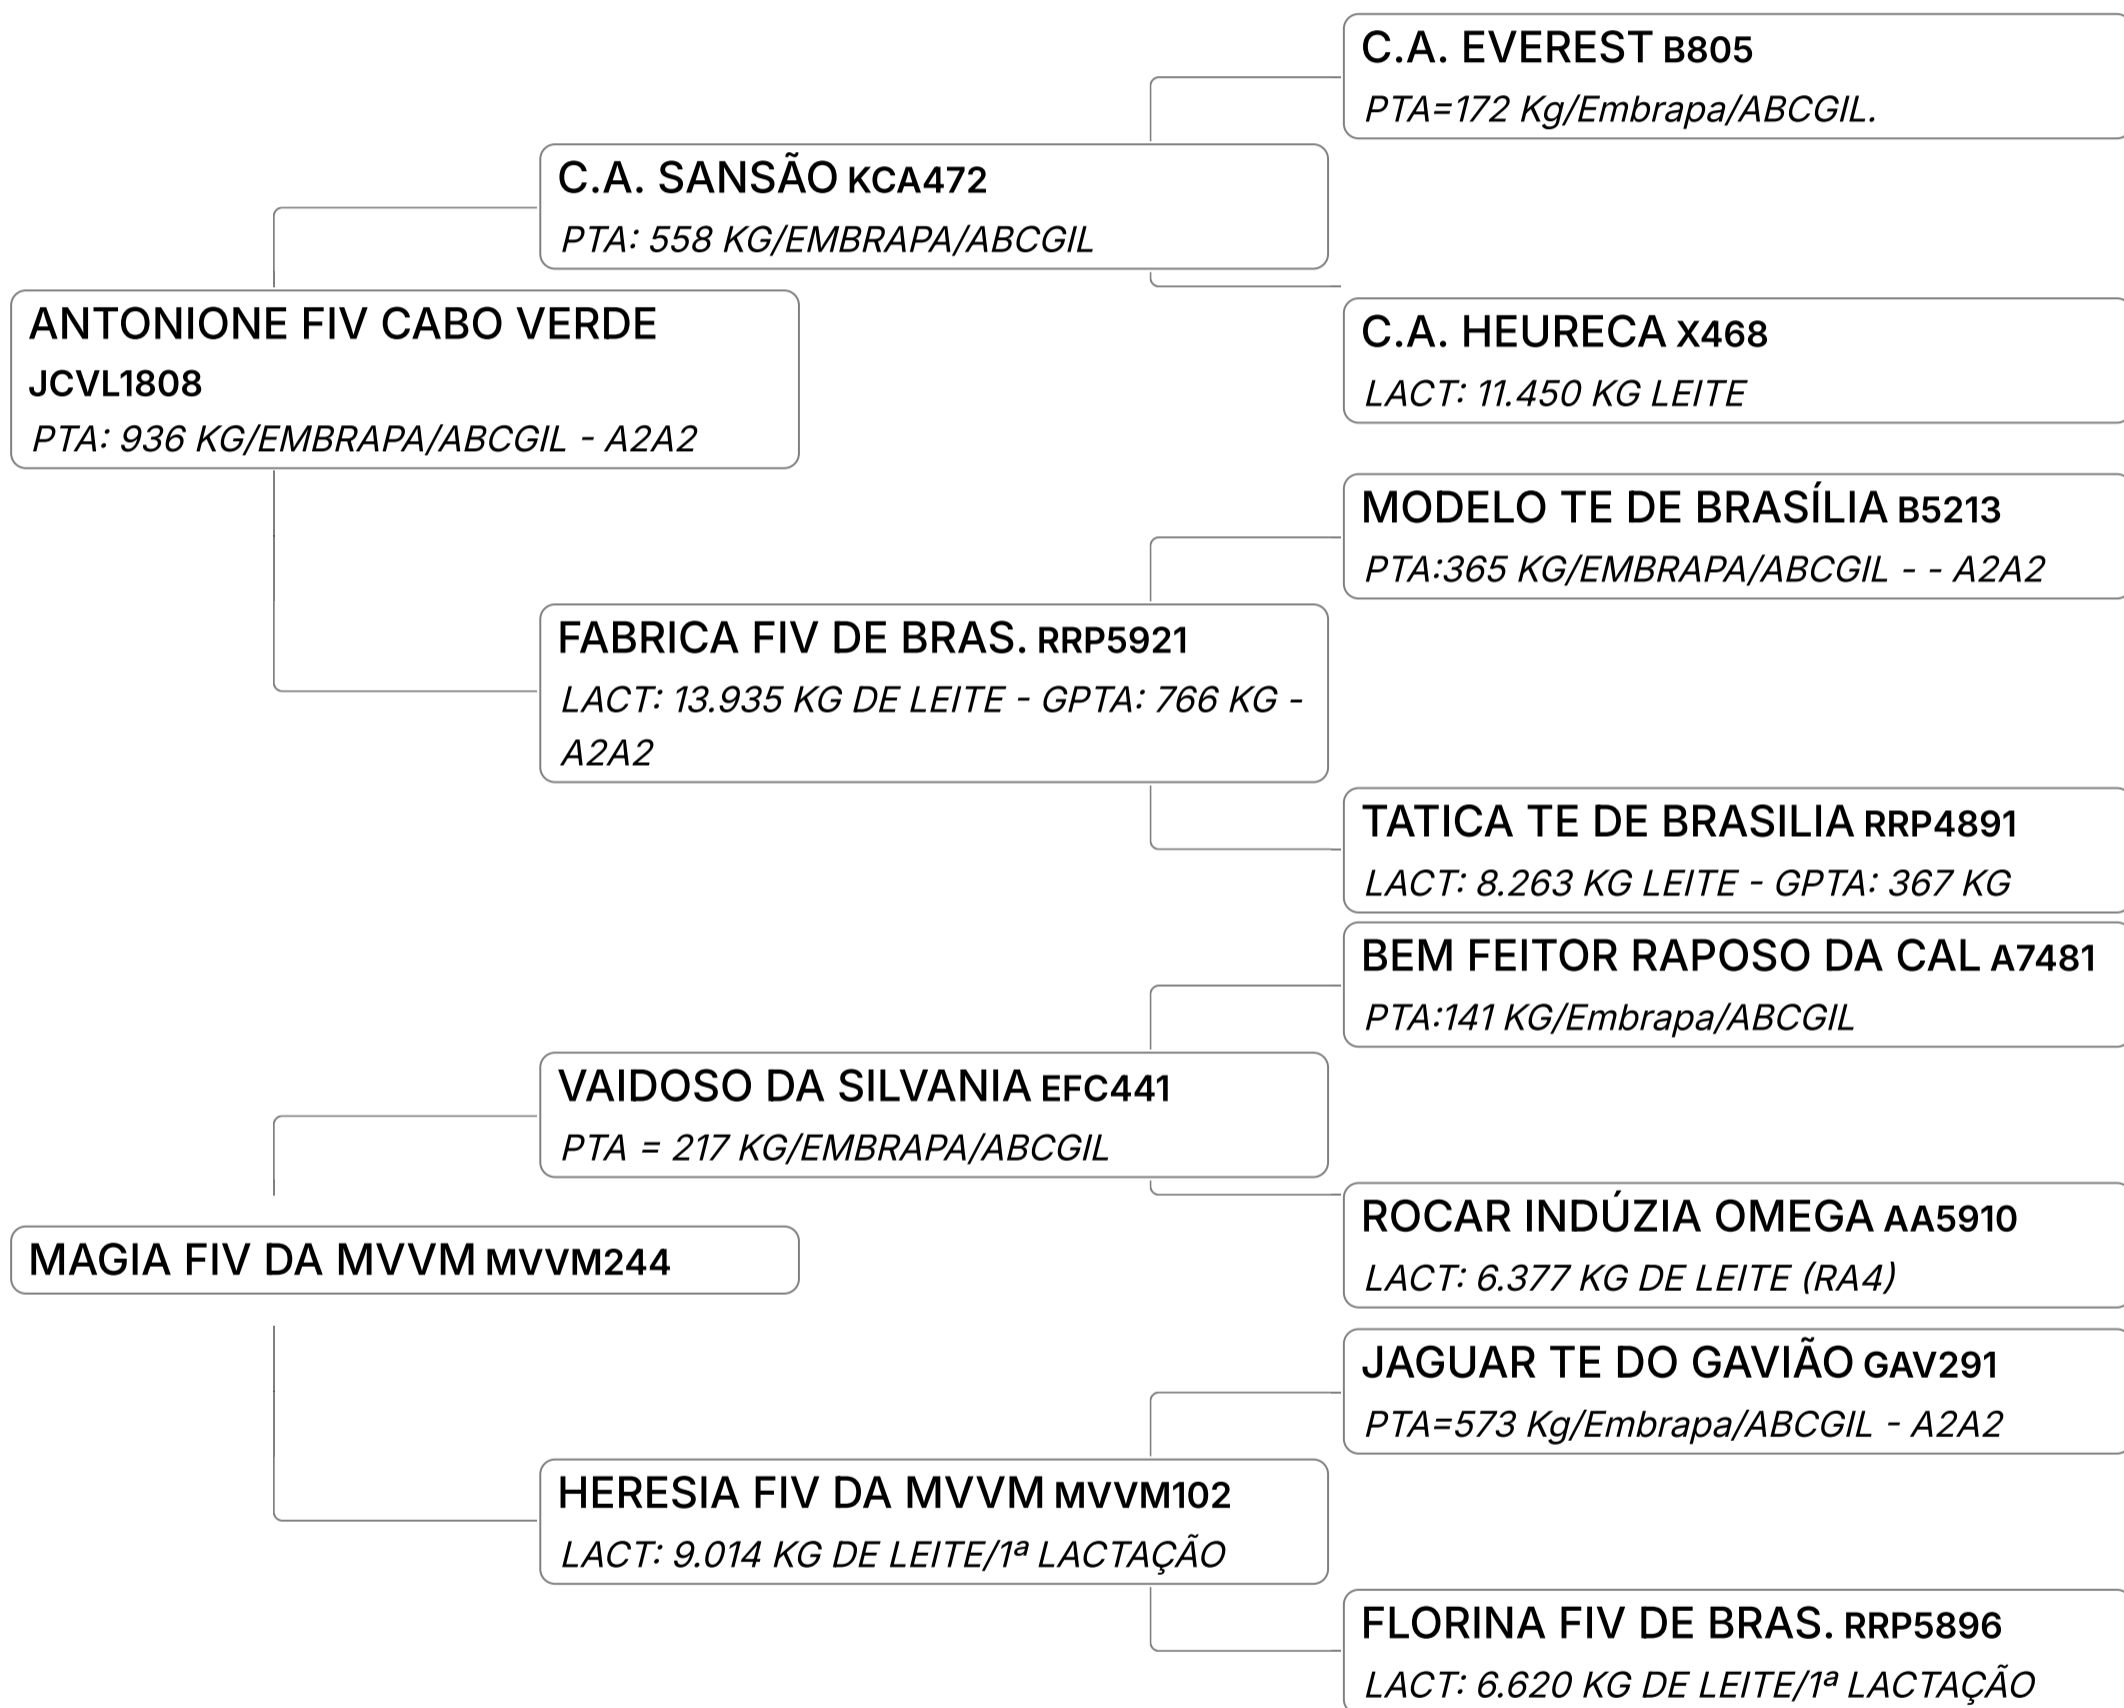 C.A. EVEREST B805
PTA=172 Kg/Embrapa/ABCGIL.
C.A. SANSÃO KCA472
PTA: 558 KG/EMBRAPA/ABCGIL
ANTONIONE FIV CABO VERDE
JCVL1808
PTA: 936 KG/EMBRAPA/ABCGIL - A2A2
C.A. HEURECA X468
LACT: 11.450 KG LEITE
MODELO TE DE BRASÍLIA B5213
PTA:365 KG/EMBRAPA/ABCGIL - - A2A2
FABRICA FIV DE BRAS. RRP5921
LACT: 13.935 KG DE LEITE - GPTA: 766 KG -
A2A2
TATICA TE DE BRASILIA RRP4891
LACT: 8.263 KG LEITE - GPTA: 367 KG
BEM FEITOR RAPOSO DA CAL A7481
PTA:141 KG/Embrapa/ABCGIL
VAIDOSO DA SILVANIA EFC441
PTA = 217 KG/EMBRAPA/ABCGIL
ROCAR INDÚZIA OMEGA AA5910
LACT: 6.377 KG DE LEITE (RA4)
MAGIA FIV DA MVVM MVVM244
JAGUAR TE DO GAVIÃO GAV291
PTA=573 Kg/Embrapa/ABCGIL - A2A2
HERESIA FIV DA MVVM MVVM102
LACT: 9.014 KG DE LEITE/1ª LACTAÇÃO
FLORINA FIV DE BRAS. RRP5896
LACT: 6.620 KG DE LEITE/1ª LACTAÇÃO